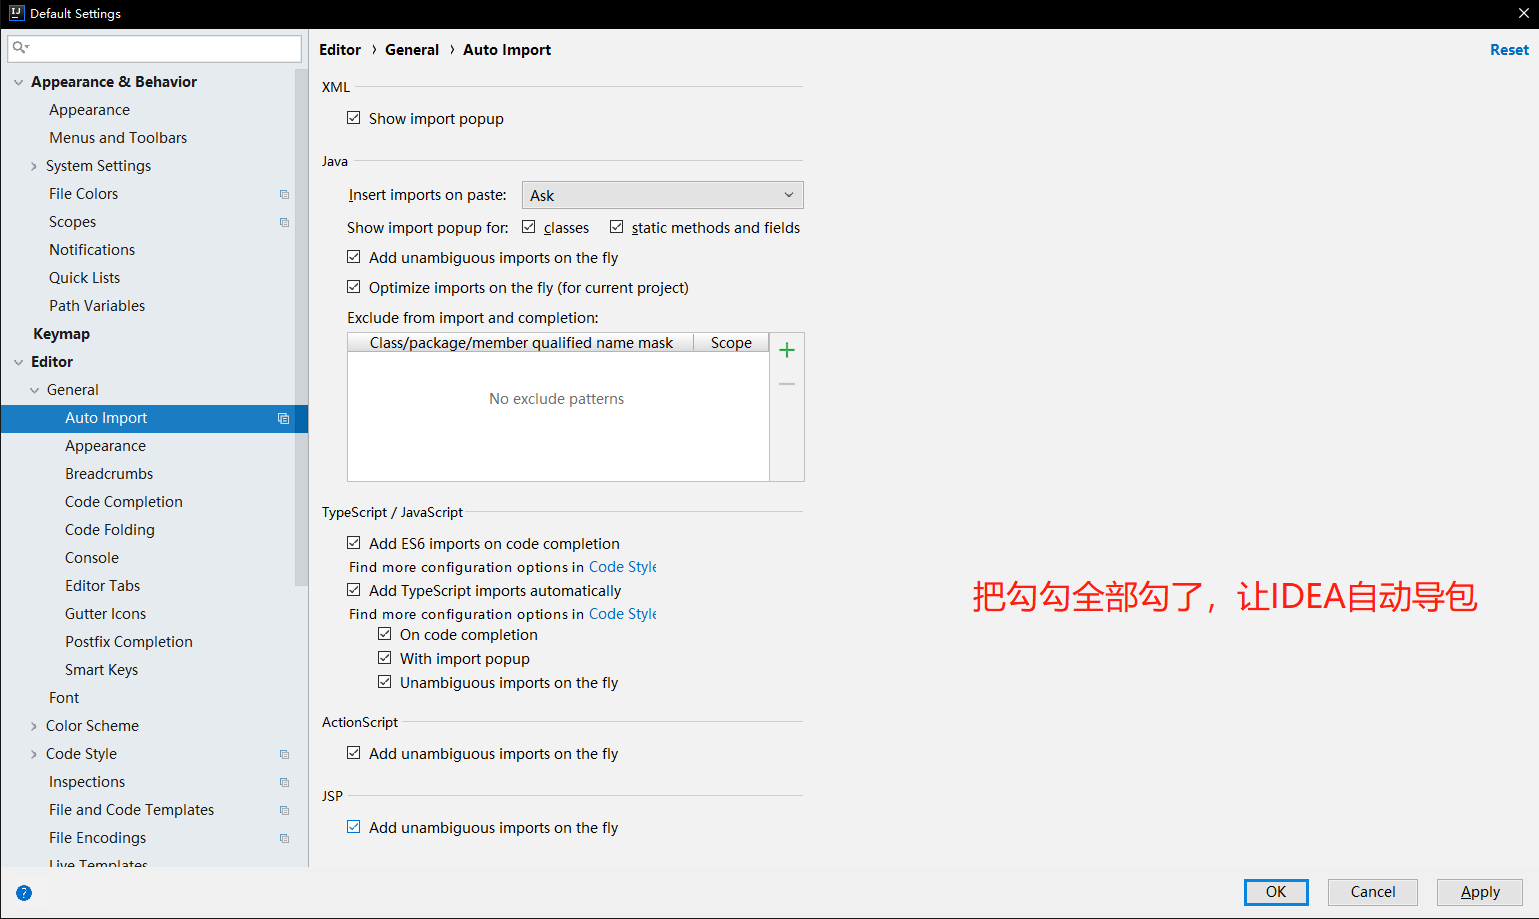 Default Settings
Appearance & Behavior
Appearance
Menus and Toolbars
System Settings
File Colors
Scopes
Notifications
Quick Lists
Path Variables
Keymap
Editor
General
Auto Import
Appearance
Breadcrumbs
Code Completion
Code Folding
Console
Editor Tabs
Gutter Icons
Postfix Completion
Smart Keys
Font
Color Scheme
Code Style
Inspections
File and Code Templates
File Encodings
Live Templates
Editor › General › Auto Import
Reset
XML
Show import popup
Java
Insert imports on paste: Ask
Show import popup for: classes static methods and fields
Add unambiguous imports on the fly
Optimize imports on the fly (for current project)
Exclude from import and completion:
Class/package/member qualified name mask Scope
No exclude patterns
TypeScript / JavaScript
Add ES6 imports on code completion
Find more configuration options in Code Style
Add TypeScript imports automatically
Find more configuration options in Code Style
On code completion
With import popup
Unambiguous imports on the fly
ActionScript
Add unambiguous imports on the fly
JSP
Add unambiguous imports on the fly
把勾勾全部勾了，让IDEA自动导包
OK Cancel Apply